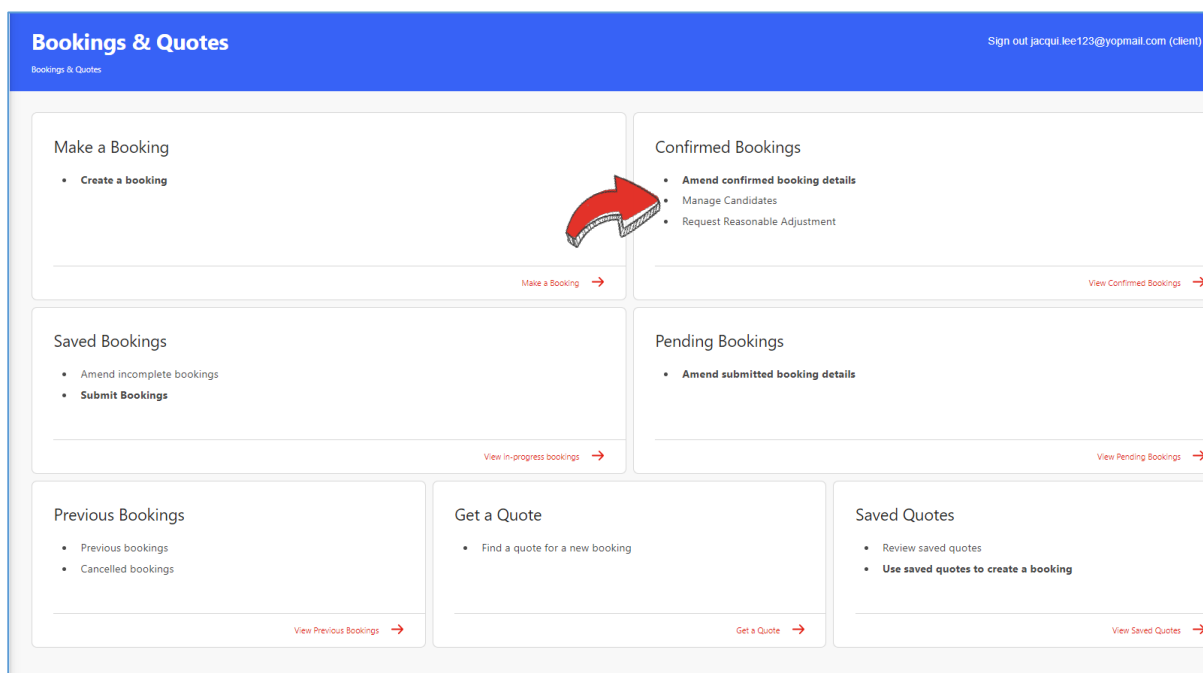 Bookings & Quotes
Sign out jacqui.lee123@yopmail.com (client)
Bookings & Quotes
Make a Booking
Create a booking
Make a Booking
Confirmed Bookings
Amend confirmed booking details
Manage Candidates
Request Reasonable Adjustment
View Confirmed Bookings
Saved Bookings
Amend incomplete bookings
Submit Bookings
View in-progress bookings
Pending Bookings
Amend submitted booking details
View Pending Bookings
Previous Bookings
Previous bookings
Cancelled bookings
View Previous Bookings
Get a Quote
Find a quote for a new booking
Get a Quote
Saved Quotes
Review saved quotes
Use saved quotes to create a booking
View Saved Quotes